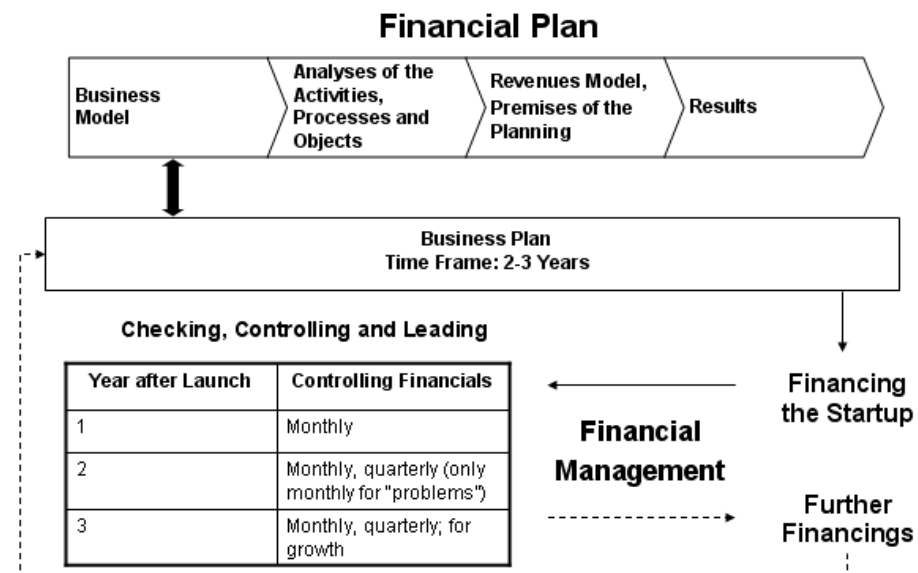 Financial Plan
Business
Model
Analyses of the
Activities,
Processes and
Objects
Revenues Model,
Premises of the
Planning
Results
Business Plan
Time Frame: 2-3 Years
Checking, Controlling and Leading
Year after Launch
Controlling Financials
1
Monthly
2
Monthly, quarterly (only
monthly for "problems")
3
Monthly, quarterly; for
growth
Financial
Management
Financing
the Startup
Further
Financings